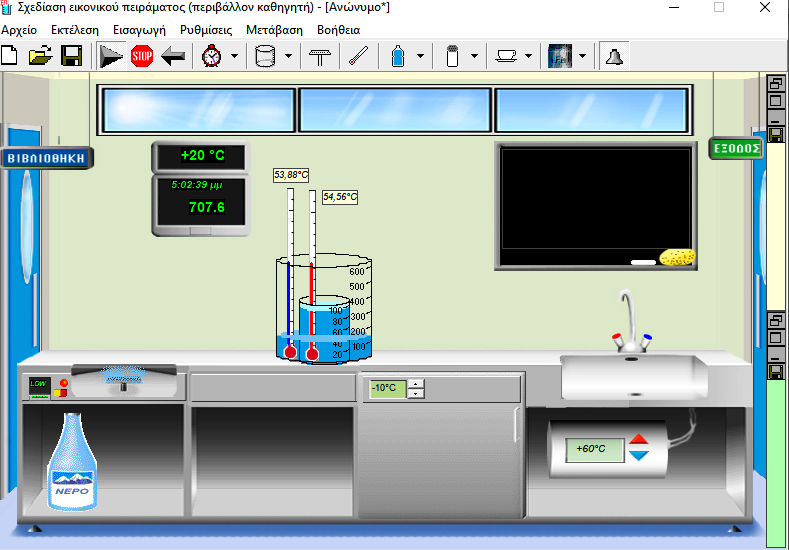 Σχεδίαση εικονικού πειράματος (περιβάλλον καθηγητή) - [Ανώνυμο*]
Αρχείο Εκτέλεση Εισαγωγή Ρυθμίσεις Μετάβαση Βοήθεια
STOP
Fe
ΒΙΒΛΙΟΘΗΚΗ
ΕΞΟΔΟΣ
+20 °C
5:02:39 μμ
707.6
53,88°C
54,56°C
600
500
400
300
200
100
100
80
60
40
20
LOW
-10°C
+60°C
ΝΕΡΟ